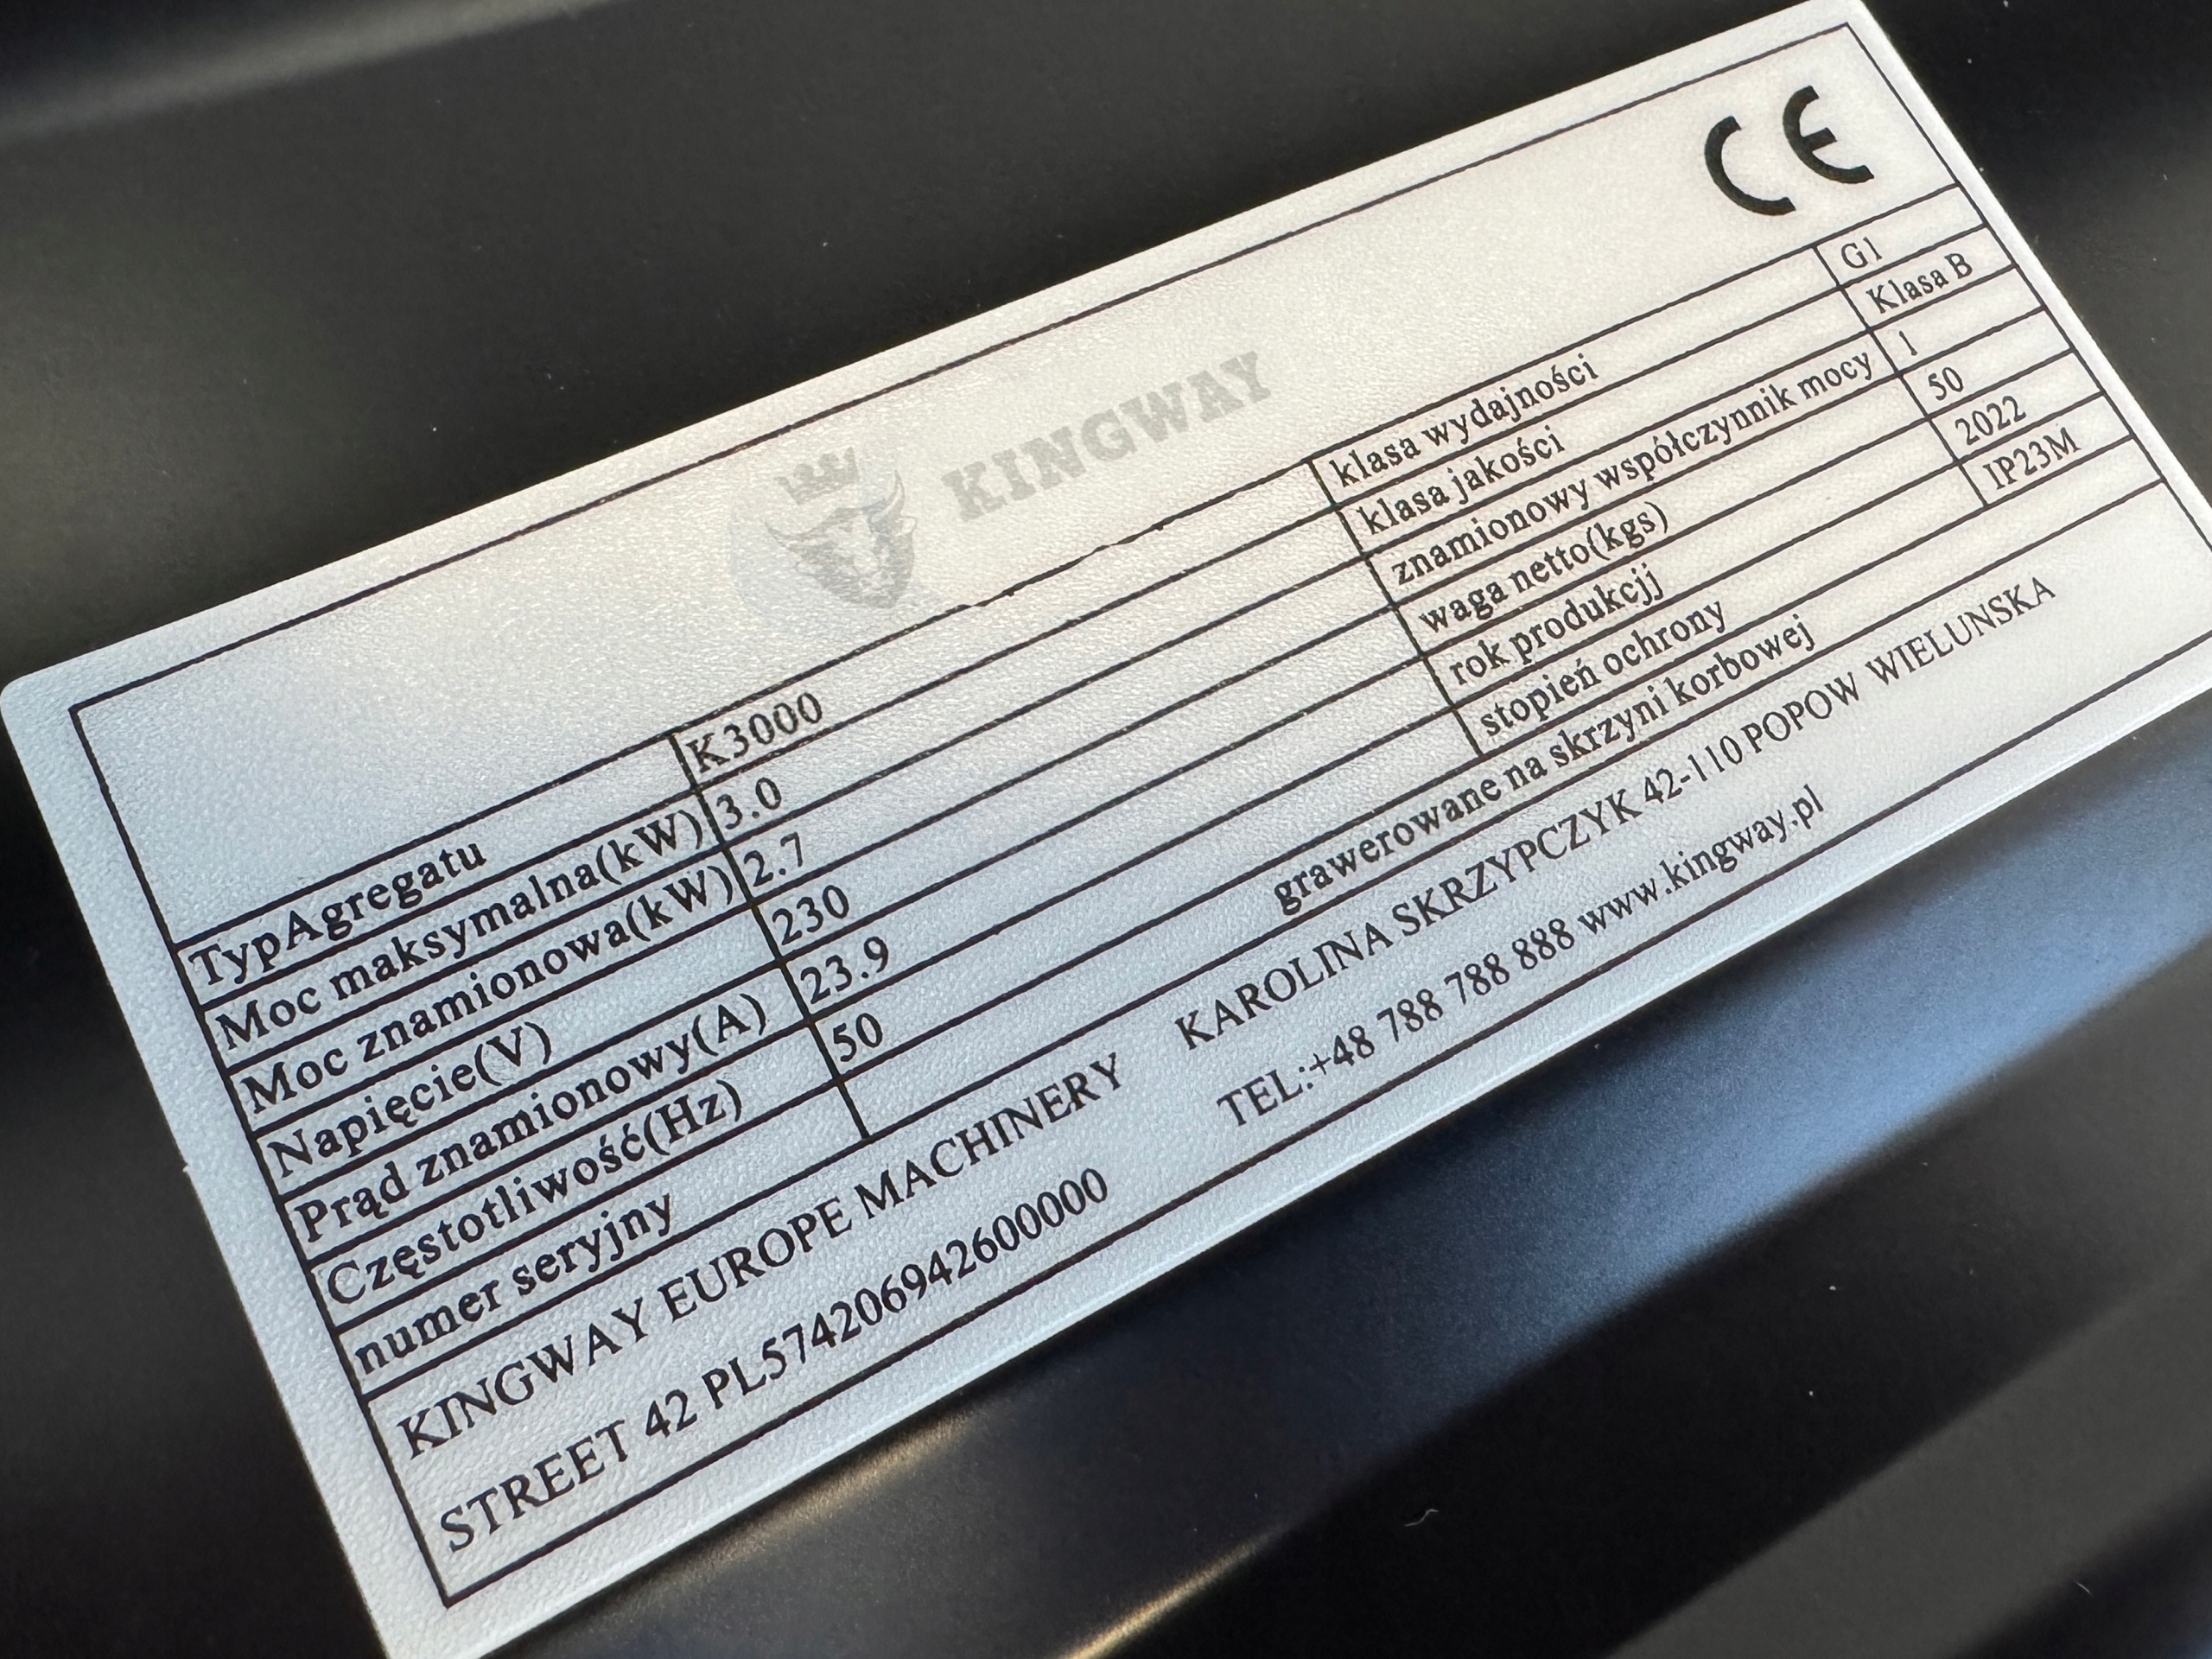 CE
KINGWAY
TypAgregatu K3000 klasa wydajności G1
Moc maksymalna(kW) 3.0 klasa jakości Klasa B
Moc znamionowa(kW) 2.7 znamionowy współczynnik mocy 1
Napięcie(V) 230 waga netto(kgs) 50
Prąd znamionowy(A) 23.9 rok produkcjj 2022
Częstotliwość(Hz) 50 stopień ochrony IP23M
numer seryjny grawerowane na skrzyni korbowej
KINGWAY EUROPE MACHINERY KAROLINA SKRZYPCZYK 42-110 POPOW WIELUNSKA
STREET 42 PL57420694260000​0 TEL:+48 788 788 888 www.kingway.pl